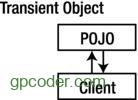 Transient Object
POJO
gpcoder.com
Client